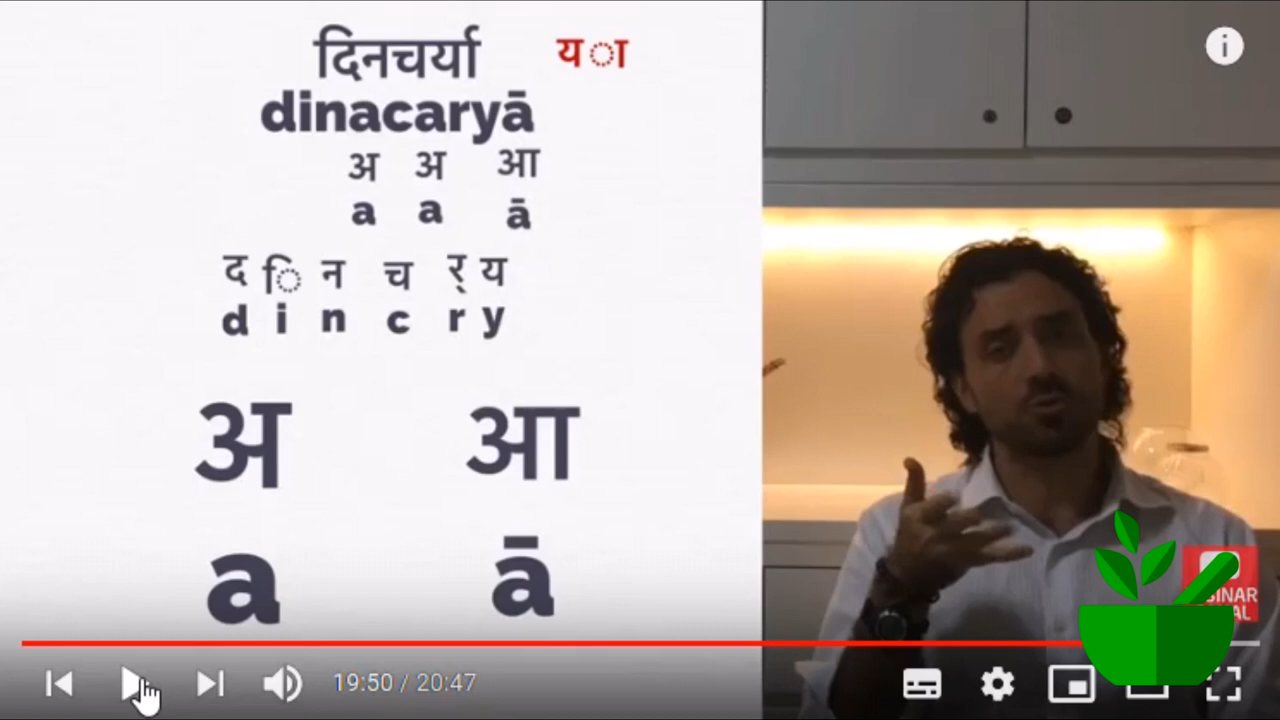 दिनचर्या या
dinacaryā
अ अ आ
a a ā
द ि न च र् य
d i n c r y
अ आ
a ā
19:50 / 20:47